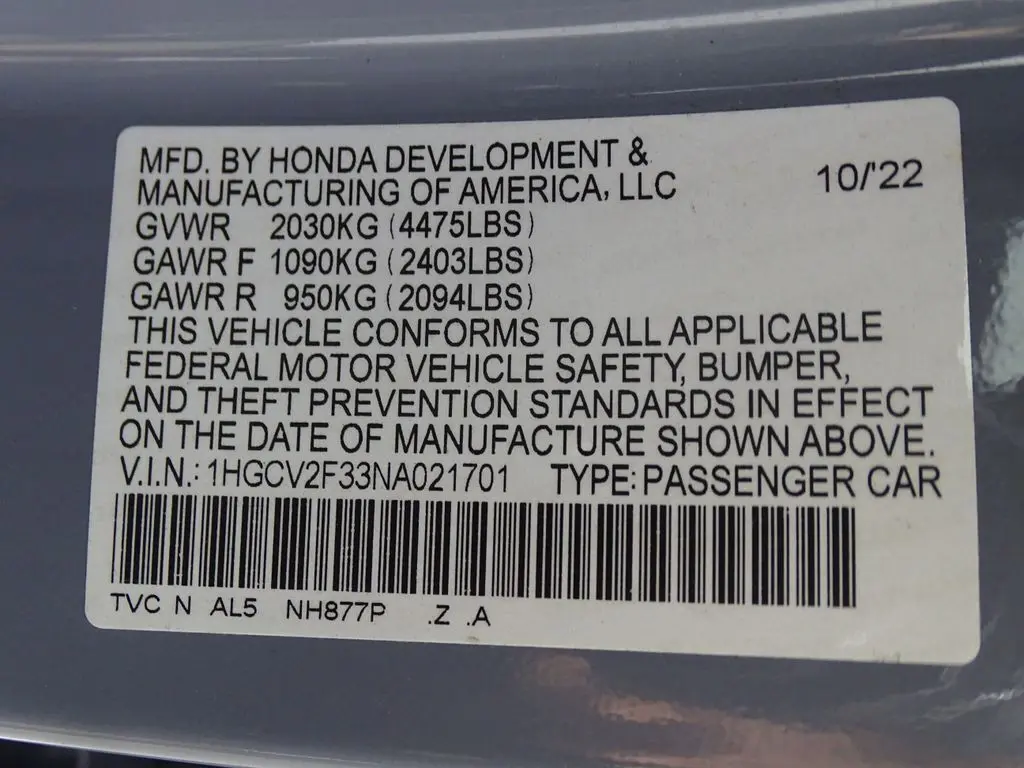 MFD. BY HONDA DEVELOPMENT &
MANUFACTURING OF AMERICA, LLC 10/'22
GVWR 2030KG (4475LBS)
GAWR F 1090KG (2403LBS)
GAWR R 950KG (2094LBS)
THIS VEHICLE CONFORMS TO ALL APPLICABLE
FEDERAL MOTOR VEHICLE SAFETY, BUMPER,
AND THEFT PREVENTION STANDARDS IN EFFECT
ON THE DATE OF MANUFACTURE SHOWN ABOVE.
V.I.N.: 1HGCV2F33NA021701 TYPE: PASSENGER CAR
TVC N AL5 NH877P .Z .A